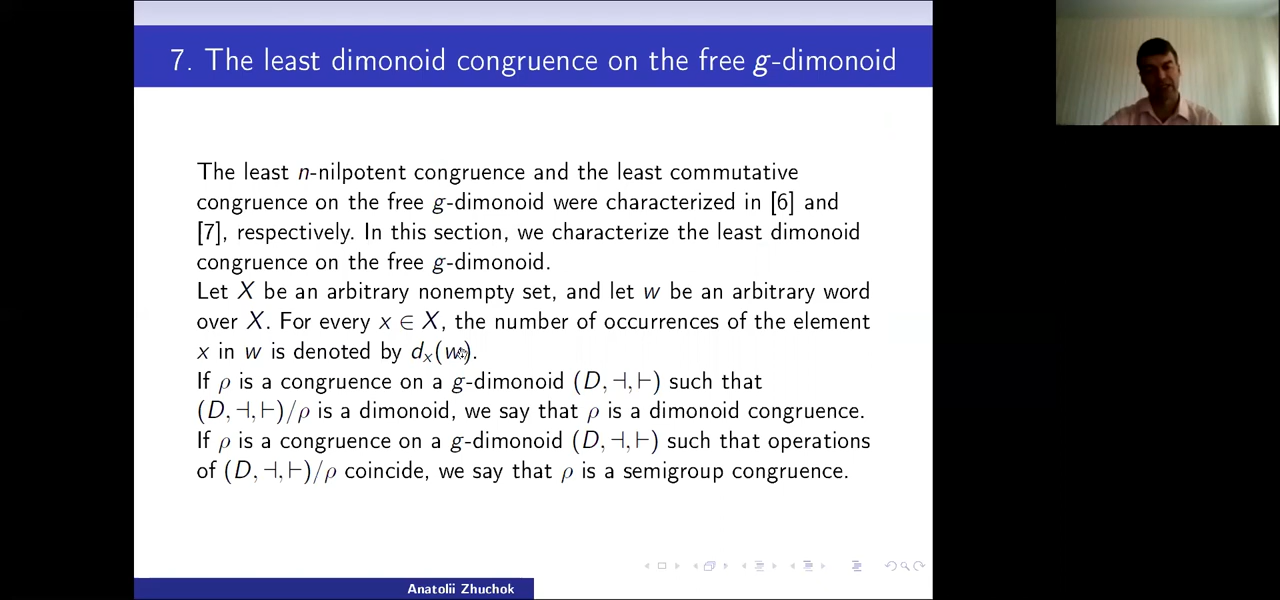 7. The least dimonoid congruence on the free g-dimonoid
The least n-nilpotent congruence and the least commutative
congruence on the free g-dimonoid were characterized in [6] and
[7], respectively. In this section, we characterize the least dimonoid
congruence on the free g-dimonoid.
Let X be an arbitrary nonempty set, and let w be an arbitrary word
over X. For every x ∈ X, the number of occurrences of the element
x in w is denoted by dₓ(w).
If ρ is a congruence on a g-dimonoid (D, ⊣, ⊢) such that
(D, ⊣, ⊢)/ρ is a dimonoid, we say that ρ is a dimonoid congruence.
If ρ is a congruence on a g-dimonoid (D, ⊣, ⊢) such that operations
of (D, ⊣, ⊢)/ρ coincide, we say that ρ is a semigroup congruence.
Anatolii Zhuchok